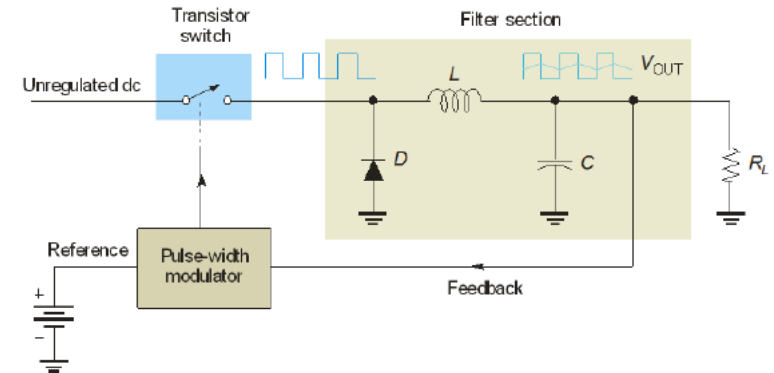 Transistor
switch
Filter section
Unregulated dc
L
VOUT
D
C
RL
Reference
Pulse-width
modulator
Feedback
+
−